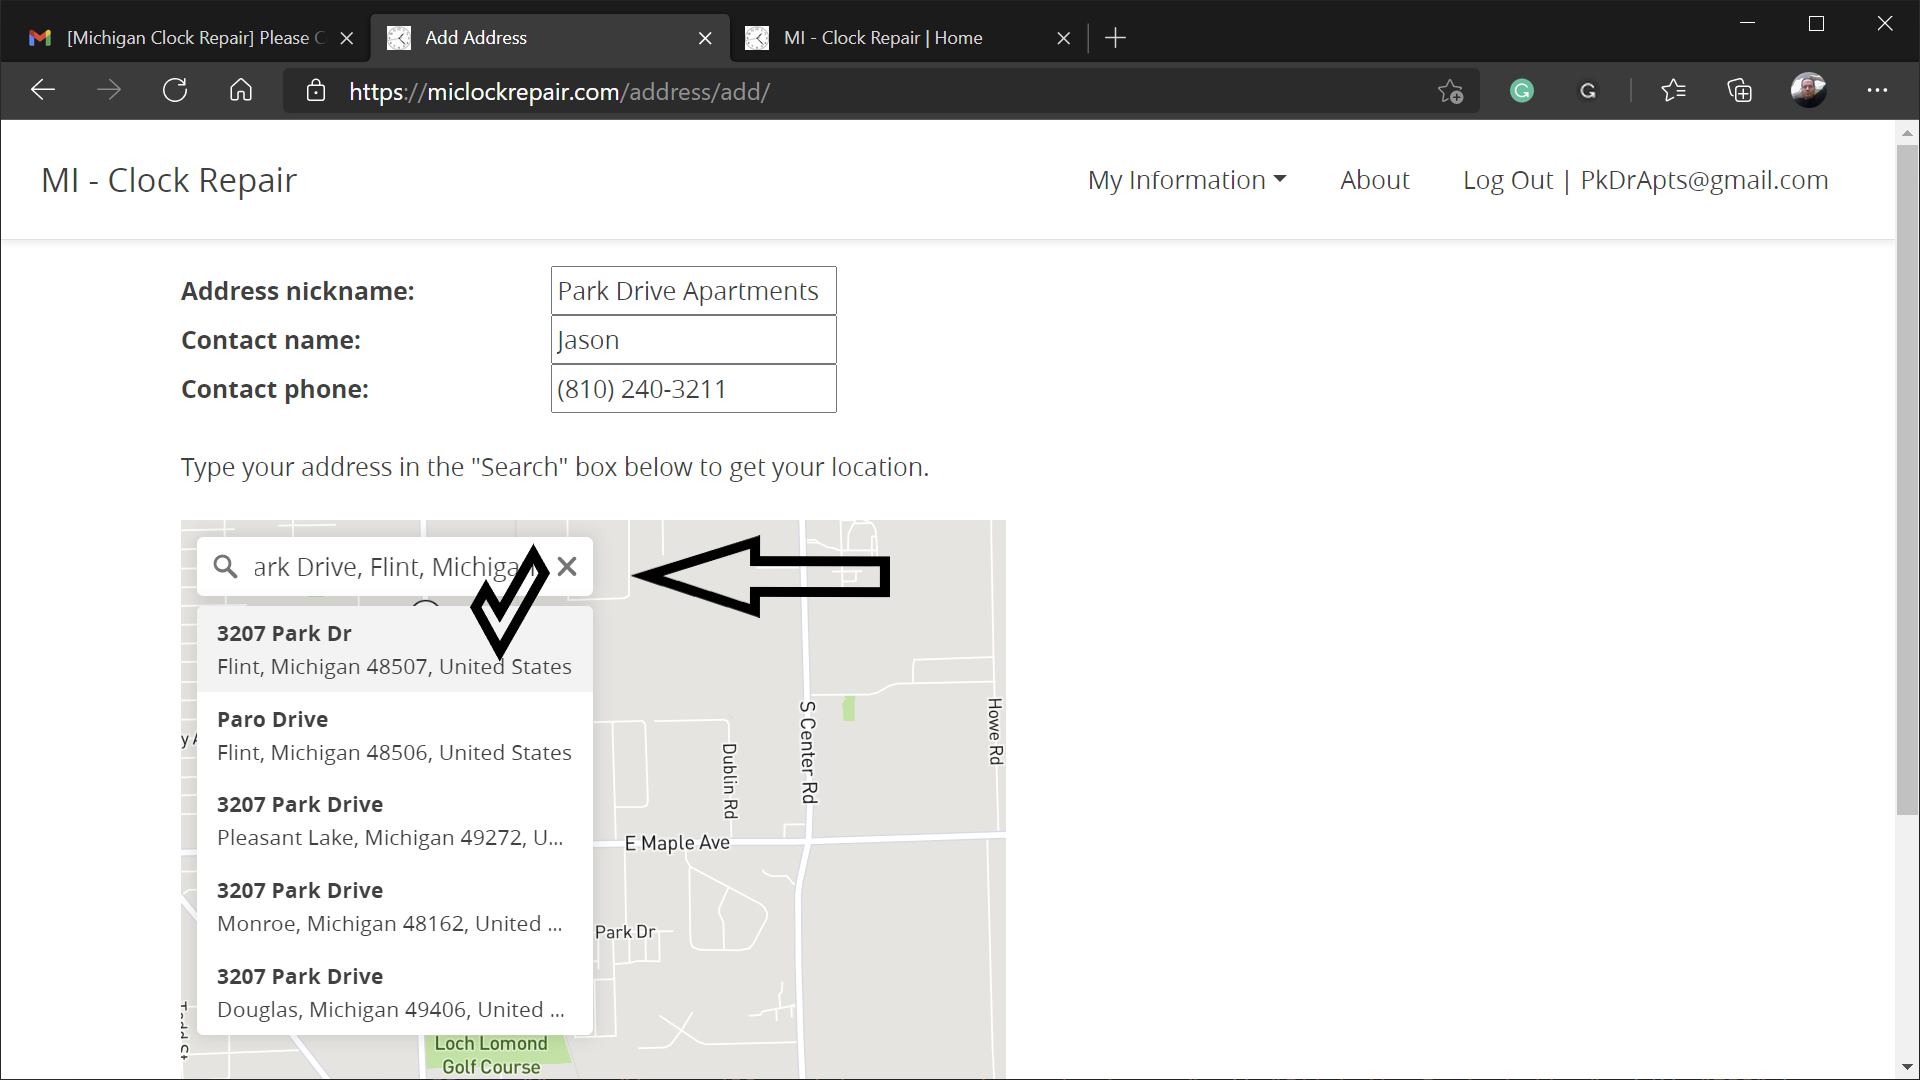 [Michigan Clock Repair] Please C
Add Address
MI - Clock Repair | Home
https://miclockrepair.com/address/add/
MI - Clock Repair
My Information
About
Log Out | PkDrApts@gmail.com
Address nickname:
Park Drive Apartments
Contact name:
Jason
Contact phone:
(810) 240-3211
Type your address in the "Search" box below to get your location.
ark Drive, Flint, Michigan
3207 Park Dr
Flint, Michigan 48507, United States
Paro Drive
Flint, Michigan 48506, United States
3207 Park Drive
Pleasant Lake, Michigan 49272, U...
3207 Park Drive
Monroe, Michigan 48162, United ...
3207 Park Drive
Douglas, Michigan 49406, United ...
Dublin Rd
S Center Rd
Howe Rd
E Maple Ave
Park Dr
Loch Lomond
Golf Course